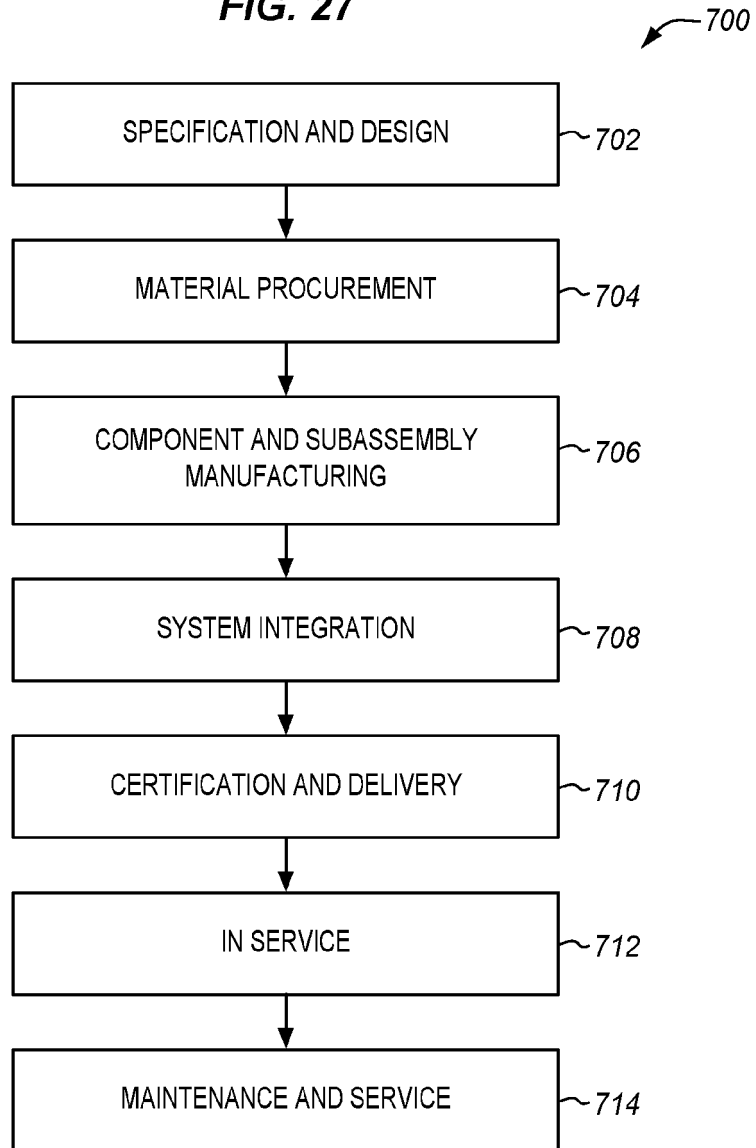 FIG. 27
700
SPECIFICATION AND DESIGN
702
MATERIAL PROCUREMENT
704
COMPONENT AND SUBASSEMBLY
MANUFACTURING
706
SYSTEM INTEGRATION
708
CERTIFICATION AND DELIVERY
710
IN SERVICE
712
MAINTENANCE AND SERVICE
714